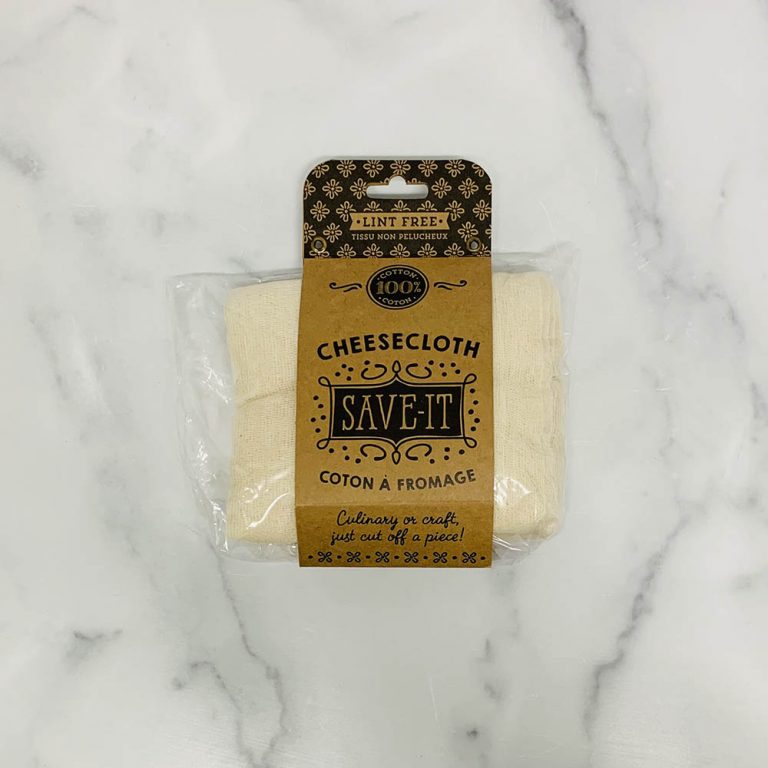 LINT FREE
TISSU NON PELUCHEUX
COTTON
100%
COTON
CHEESECLOTH
SAVE-IT
COTON À FROMAGE
Culinary or craft,
just cut off a piece!